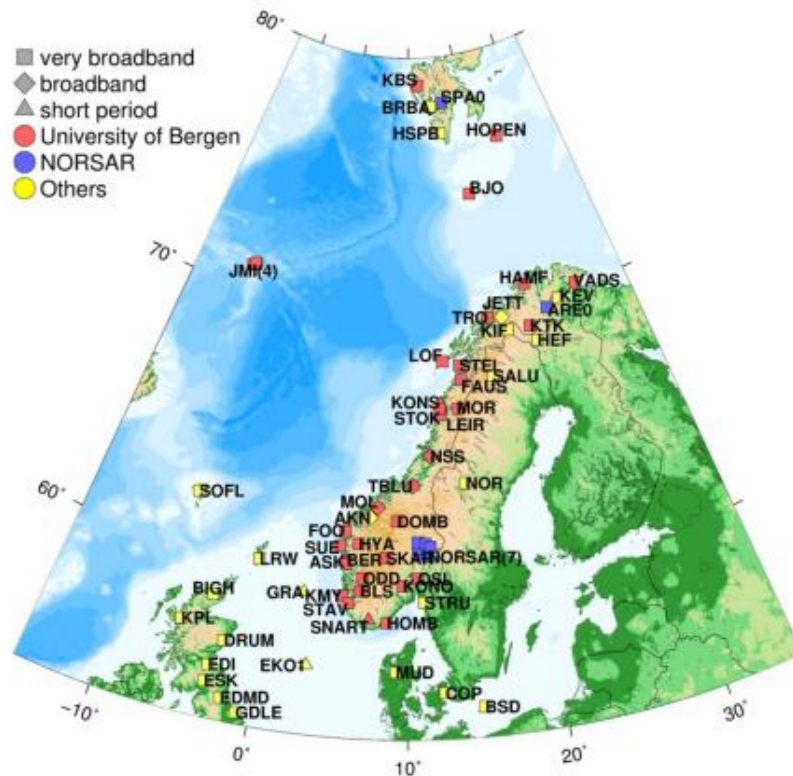 80°
very broadband
broadband
short period
University of Bergen
NORSAR
Others
KBS
SPA0
BRBA
HSPB
HOPEN
BJO
70°
JMI(4)
HAMF
VADS
KEV
JETT
ARE0
TRO
KIF
KTK
HEF
LOF
STEI
SALU
FAUS
KONS
MOR
STOK
LEIR
NSS
60°
SOFL
TBLU
NOR
MOL
AKN
DOMB
FOO
SUE
HYA
LRW
ASK
BER
SKAR
NORSAR(7)
BIGH
GRA
ODD
OSL
KMY
BLS
KONO
KPL
STAV
STRU
SNART
HOMB
DRUM
EDI
EKO1
MUD
ESK
COP
EDMD
BSD
GDLE
−10°
30°
0°
20°
10°